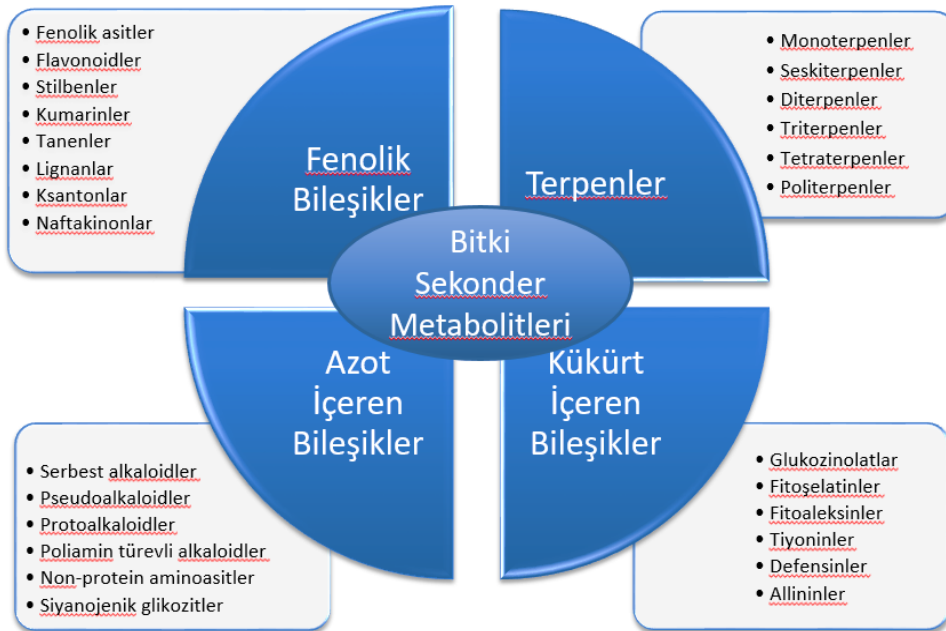 • Fenolik asitler
• Flavonoidler
• Stilbenler
• Kumarinler
• Tanenler
• Lignanlar
• Ksantonlar
• Naftakinonlar
Fenolik
Bileşikler
Terpenler
• Monoterpenler
• Seskiterpenler
• Diterpenler
• Triterpenler
• Tetraterpenler
• Politerpenler
Bitki
Sekonder
Metabolitleri
Azot
İçeren
Bileşikler
Kükürt
İçeren
Bileşikler
• Serbest alkaloidler
• Pseudoalkaloidler
• Protoalkaloidler
• Poliamin türevli alkaloidler
• Non-protein aminoasitler
• Siyanojenik glikozitler
• Glukozinolatlar
• Fitoşelatinler
• Fitoaleksinler
• Tiyoninler
• Defensinler
• Allininler